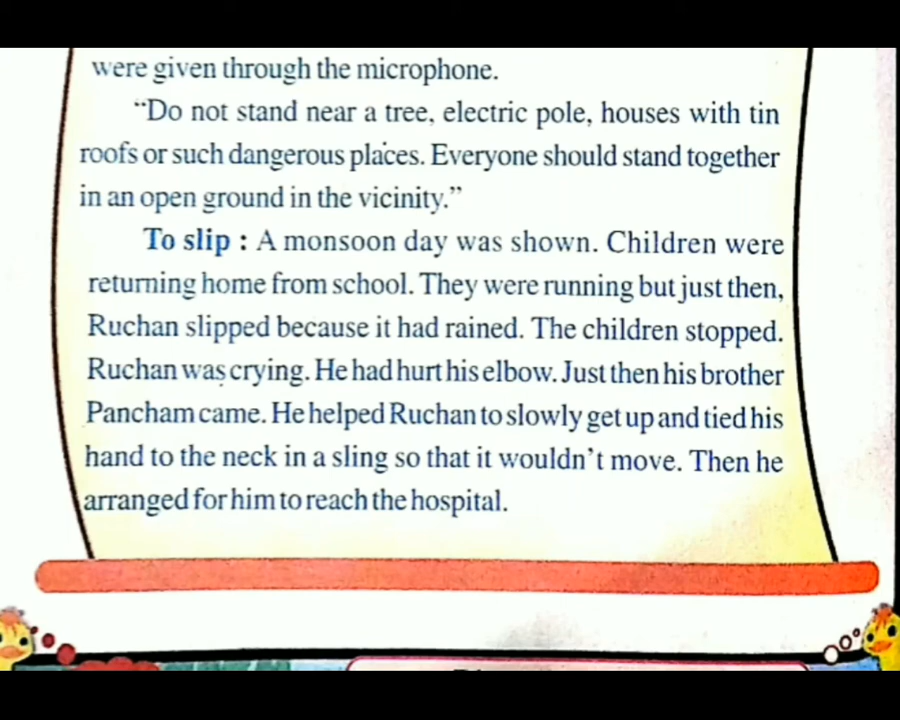 were given through the microphone.
“Do not stand near a tree, electric pole, houses with tin
roofs or such dangerous places. Everyone should stand together
in an open ground in the vicinity.”
To slip : A monsoon day was shown. Children were
returning home from school. They were running but just then,
Ruchan slipped because it had rained. The children stopped.
Ruchan was crying. He had hurt his elbow. Just then his brother
Pancham came. He helped Ruchan to slowly get up and tied his
hand to the neck in a sling so that it wouldn’t move. Then he
arranged for him to reach the hospital.